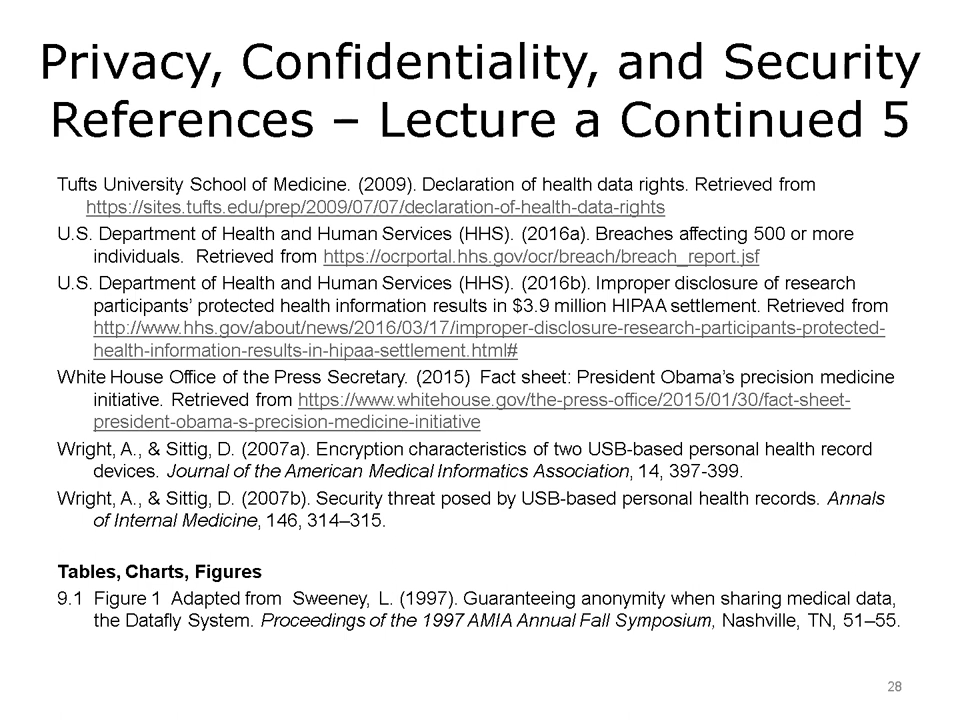 Privacy, Confidentiality, and Security
References – Lecture a Continued 5
Tufts University School of Medicine. (2009). Declaration of health data rights. Retrieved from
https://sites.tufts.edu/prep/2009/07/07/declaration-of-health-data-rights
U.S. Department of Health and Human Services (HHS). (2016a). Breaches affecting 500 or more
individuals.  Retrieved from https://ocrportal.hhs.gov/ocr/breach/breach_report.jsf
U.S. Department of Health and Human Services (HHS). (2016b). Improper disclosure of research
participants’ protected health information results in $3.9 million HIPAA settlement. Retrieved from
http://www.hhs.gov/about/news/2016/03/17/improper-disclosure-research-participants-protected-
health-information-results-in-hipaa-settlement.html#
White House Office of the Press Secretary. (2015)  Fact sheet: President Obama’s precision medicine
initiative. Retrieved from https://www.whitehouse.gov/the-press-office/2015/01/30/fact-sheet-
president-obama-s-precision-medicine-initiative
Wright, A., & Sittig, D. (2007a). Encryption characteristics of two USB-based personal health record
devices. Journal of the American Medical Informatics Association, 14, 397-399.
Wright, A., & Sittig, D. (2007b). Security threat posed by USB-based personal health records. Annals
of Internal Medicine, 146, 314–315.
Tables, Charts, Figures
9.1  Figure 1  Adapted from  Sweeney, L. (1997). Guaranteeing anonymity when sharing medical data,
the Datafly System. Proceedings of the 1997 AMIA Annual Fall Symposium, Nashville, TN, 51–55.
28